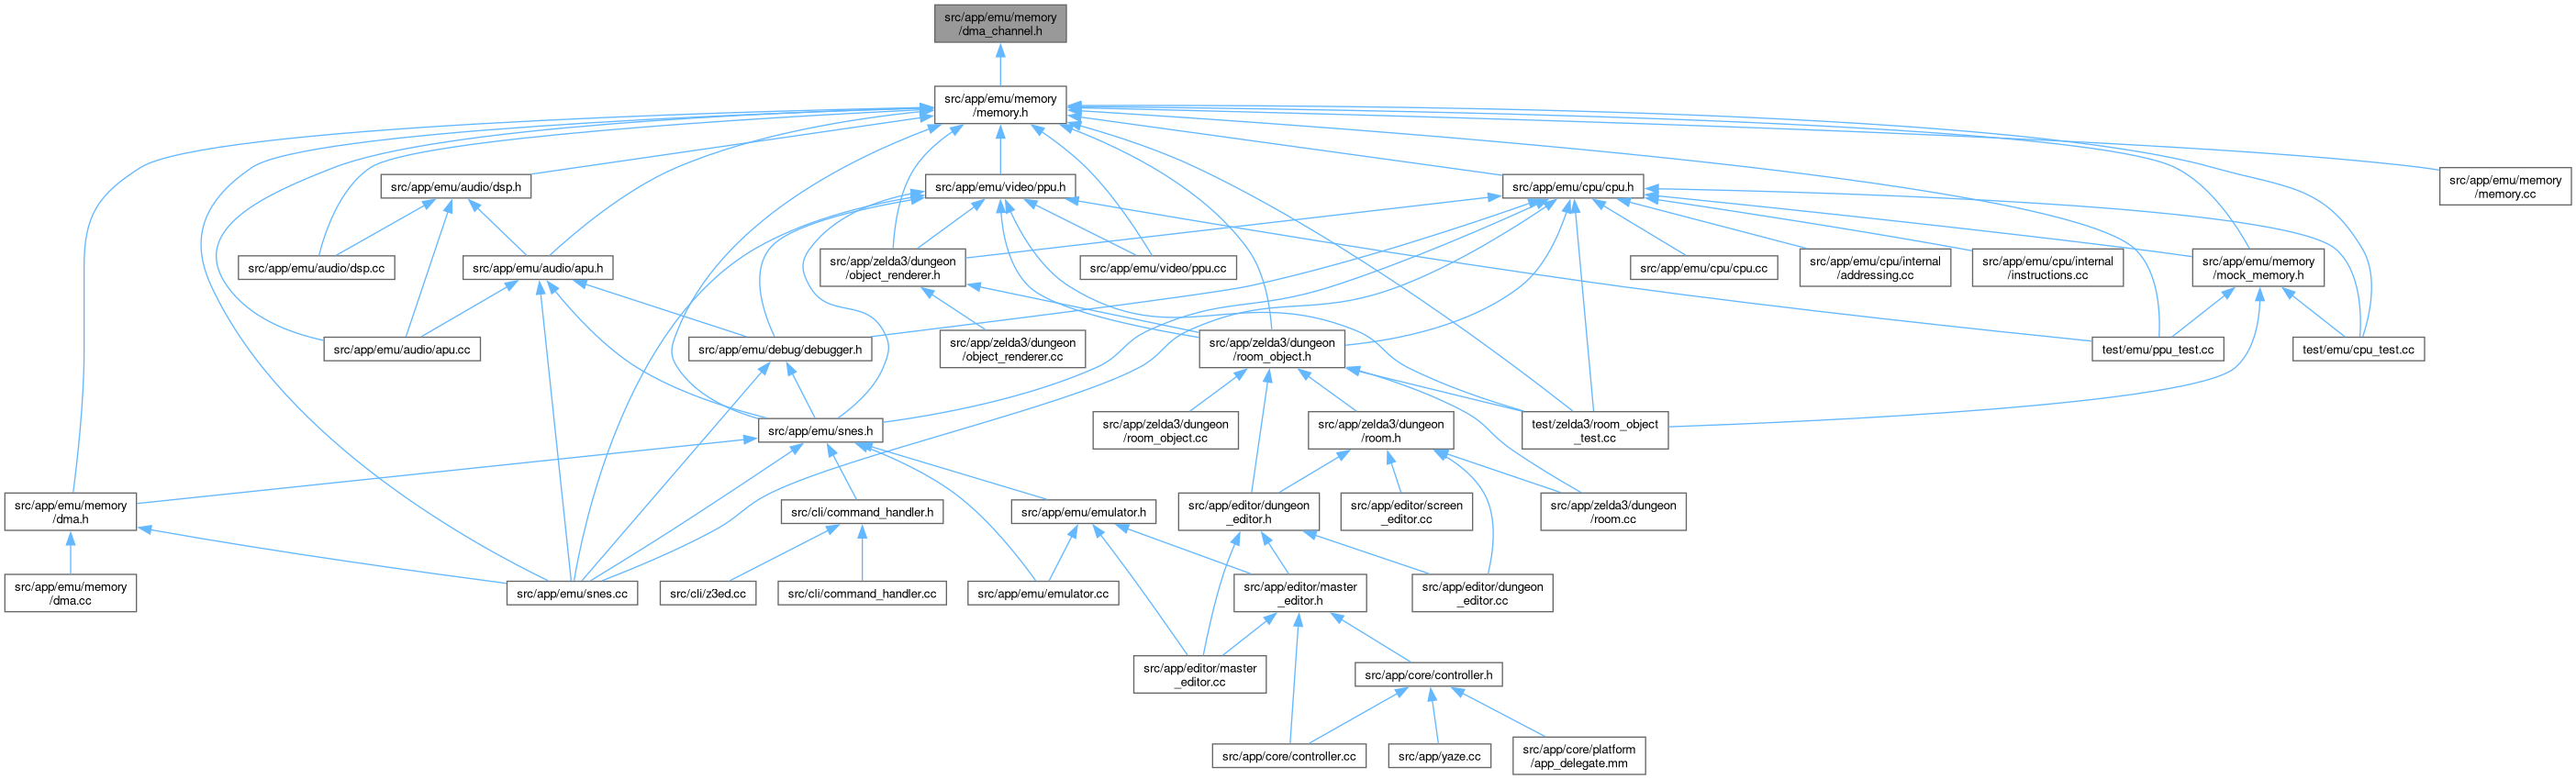 src/app/emu/memory
/dma_channel.h
src/app/emu/memory
/memory.h
src/app/emu/audio/dsp.h
src/app/emu/video/ppu.h
src/app/emu/cpu/cpu.h
src/app/emu/memory
/memory.cc
src/app/emu/audio/dsp.cc
src/app/emu/audio/apu.h
src/app/zelda3/dungeon
/object_renderer.h
src/app/emu/video/ppu.cc
src/app/emu/cpu/cpu.cc
src/app/emu/cpu/internal
/addressing.cc
src/app/emu/cpu/internal
/instructions.cc
src/app/emu/memory
/mock_memory.h
src/app/emu/audio/apu.cc
src/app/emu/debug/debugger.h
src/app/zelda3/dungeon
/object_renderer.cc
src/app/zelda3/dungeon
/room_object.h
test/emu/ppu_test.cc
test/emu/cpu_test.cc
src/app/emu/snes.h
src/app/zelda3/dungeon
/room_object.cc
src/app/zelda3/dungeon
/room.h
test/zelda3/room_object
_test.cc
src/app/emu/memory
/dma.h
src/cli/command_handler.h
src/app/emu/emulator.h
src/app/editor/dungeon
_editor.h
src/app/editor/screen
_editor.cc
src/app/zelda3/dungeon
/room.cc
src/app/emu/memory
/dma.cc
src/app/emu/snes.cc
src/cli/z3ed.cc
src/cli/command_handler.cc
src/app/emu/emulator.cc
src/app/editor/master
_editor.h
src/app/editor/dungeon
_editor.cc
src/app/editor/master
_editor.cc
src/app/core/controller.h
src/app/core/controller.cc
src/app/yaze.cc
src/app/core/platform
/app_delegate.mm